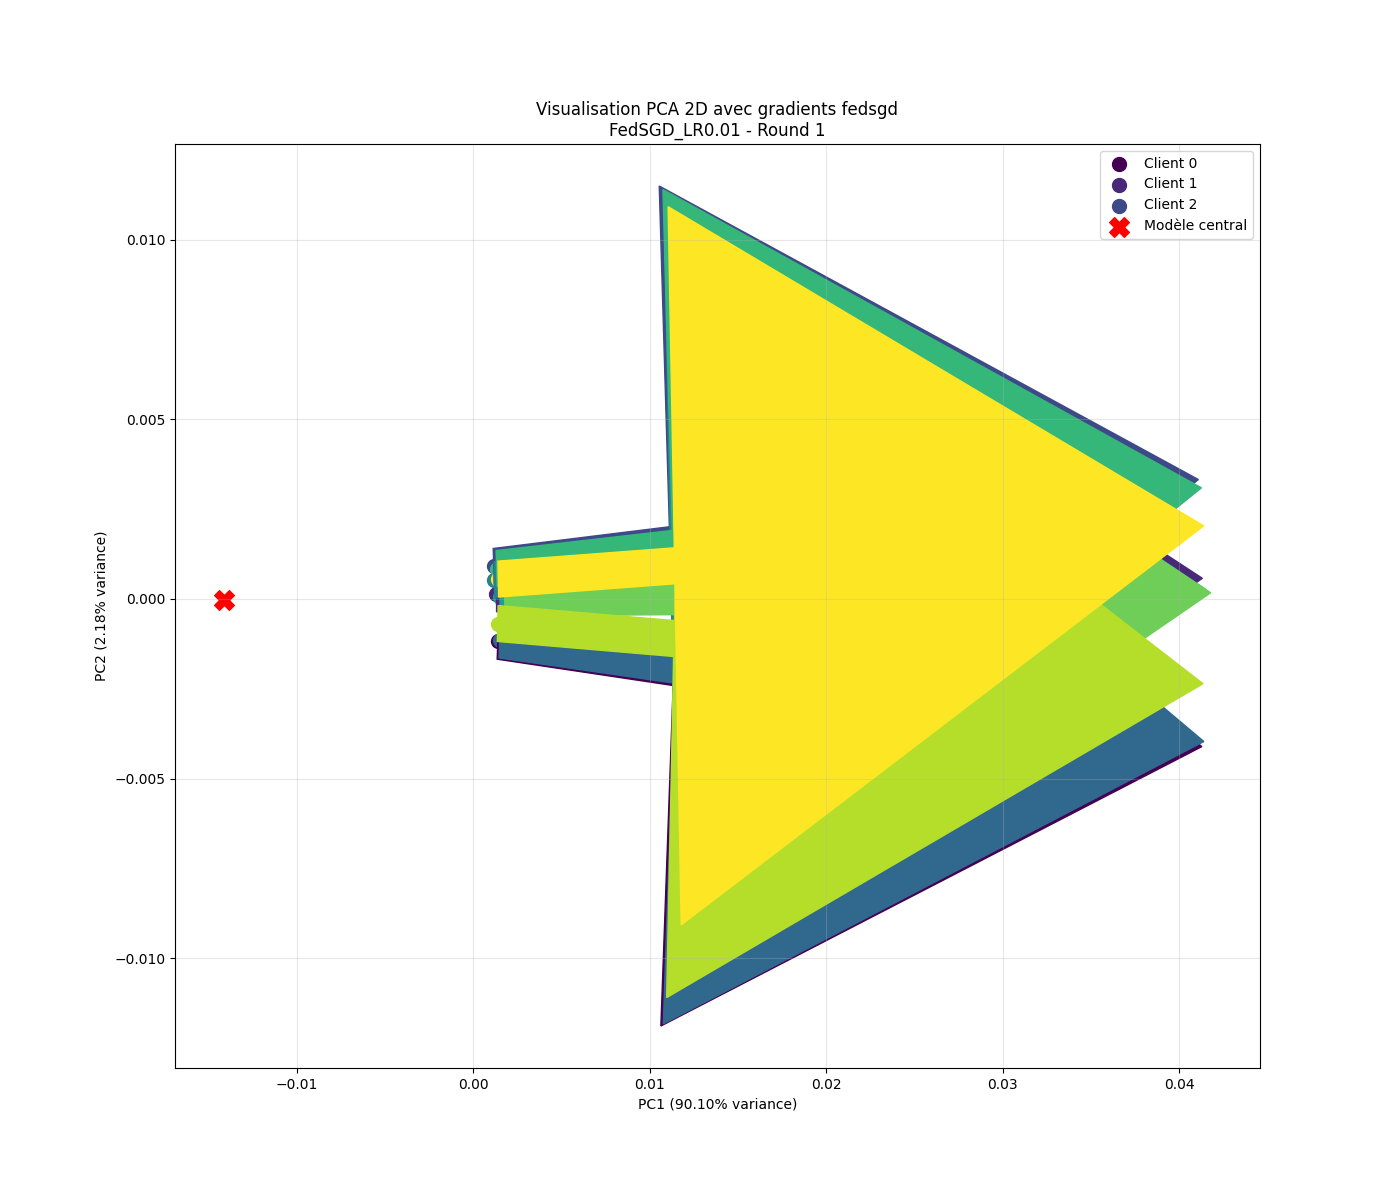 Visualisation PCA 2D avec gradients fedsgd
FedSGD_LR0.01 - Round 1
Client 0
Client 1
Client 2
Modèle central
0.010
0.005
0.000
−0.005
−0.010
PC2 (2.18% variance)
−0.01
0.00
0.01
0.02
0.03
0.04
PC1 (90.10% variance)